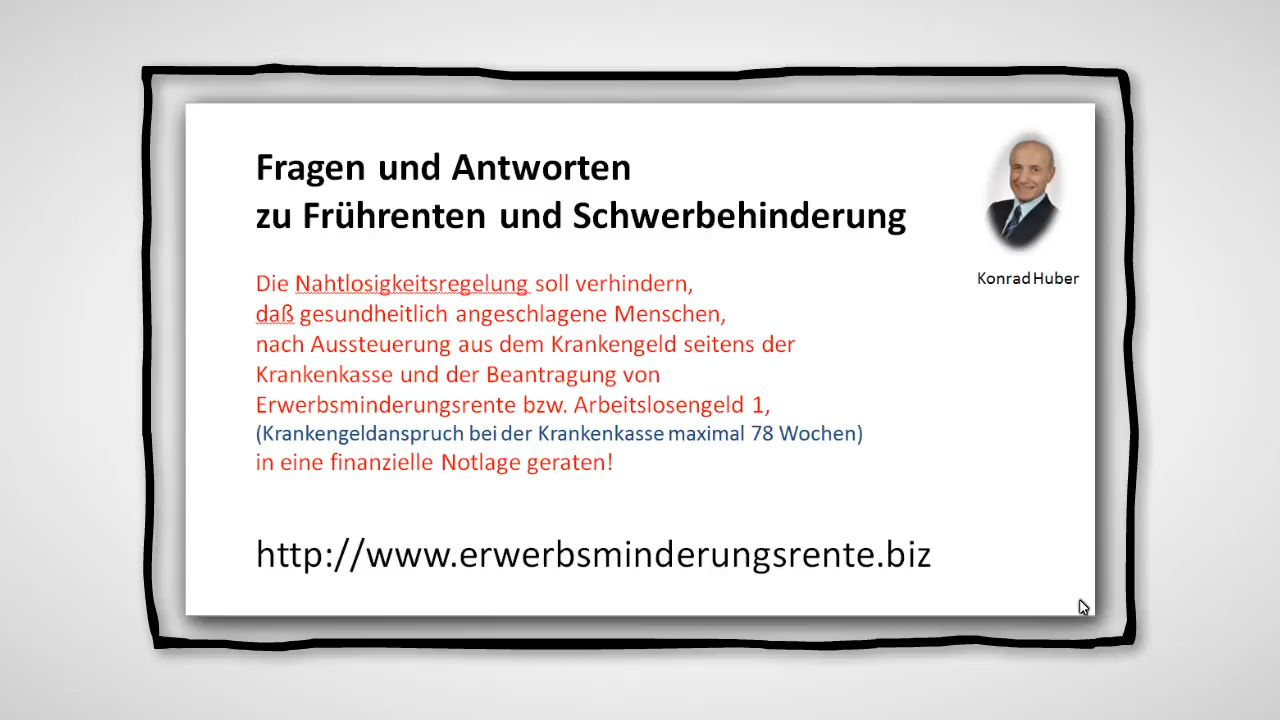 Fragen und Antworten
zu Frührenten und Schwerbehinderung
Die Nahtlosigkeitsregelung soll verhindern,
daß gesundheitlich angeschlagene Menschen,
nach Aussteuerung aus dem Krankengeld seitens der
Krankenkasse und der Beantragung von
Erwerbsminderungsrente bzw. Arbeitslosengeld 1,
(Krankengeldanspruch bei der Krankenkasse maximal 78 Wochen)
in eine finanzielle Notlage geraten!
Konrad Huber
http://www.erwerbsminderungsrente.biz